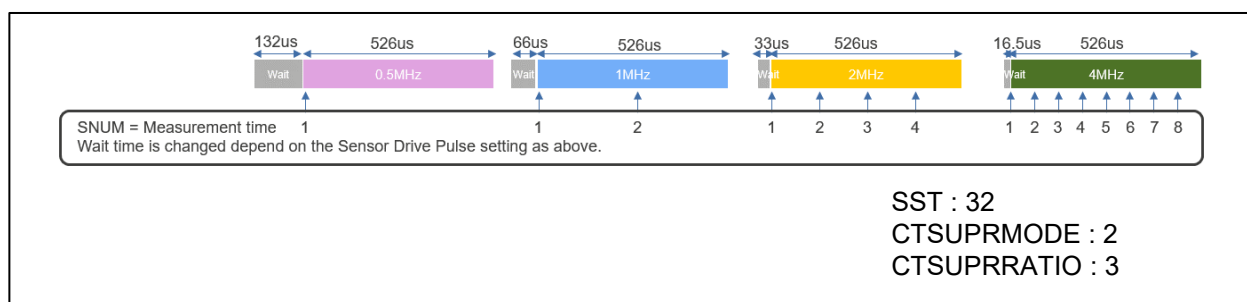 132us 526us 66us 526us 33us 526us 16.5us 526us
Wait 0.5MHz Wait 1MHz Wait 2MHz Wait 4MHz
SNUM = Measurement time 1 1 2 1 2 3 4 1 2 3 4 5 6 7 8
Wait time is changed depend on the Sensor Drive Pulse setting as above.
SST : 32
CTSUPRMODE : 2
CTSUPRRATIO : 3